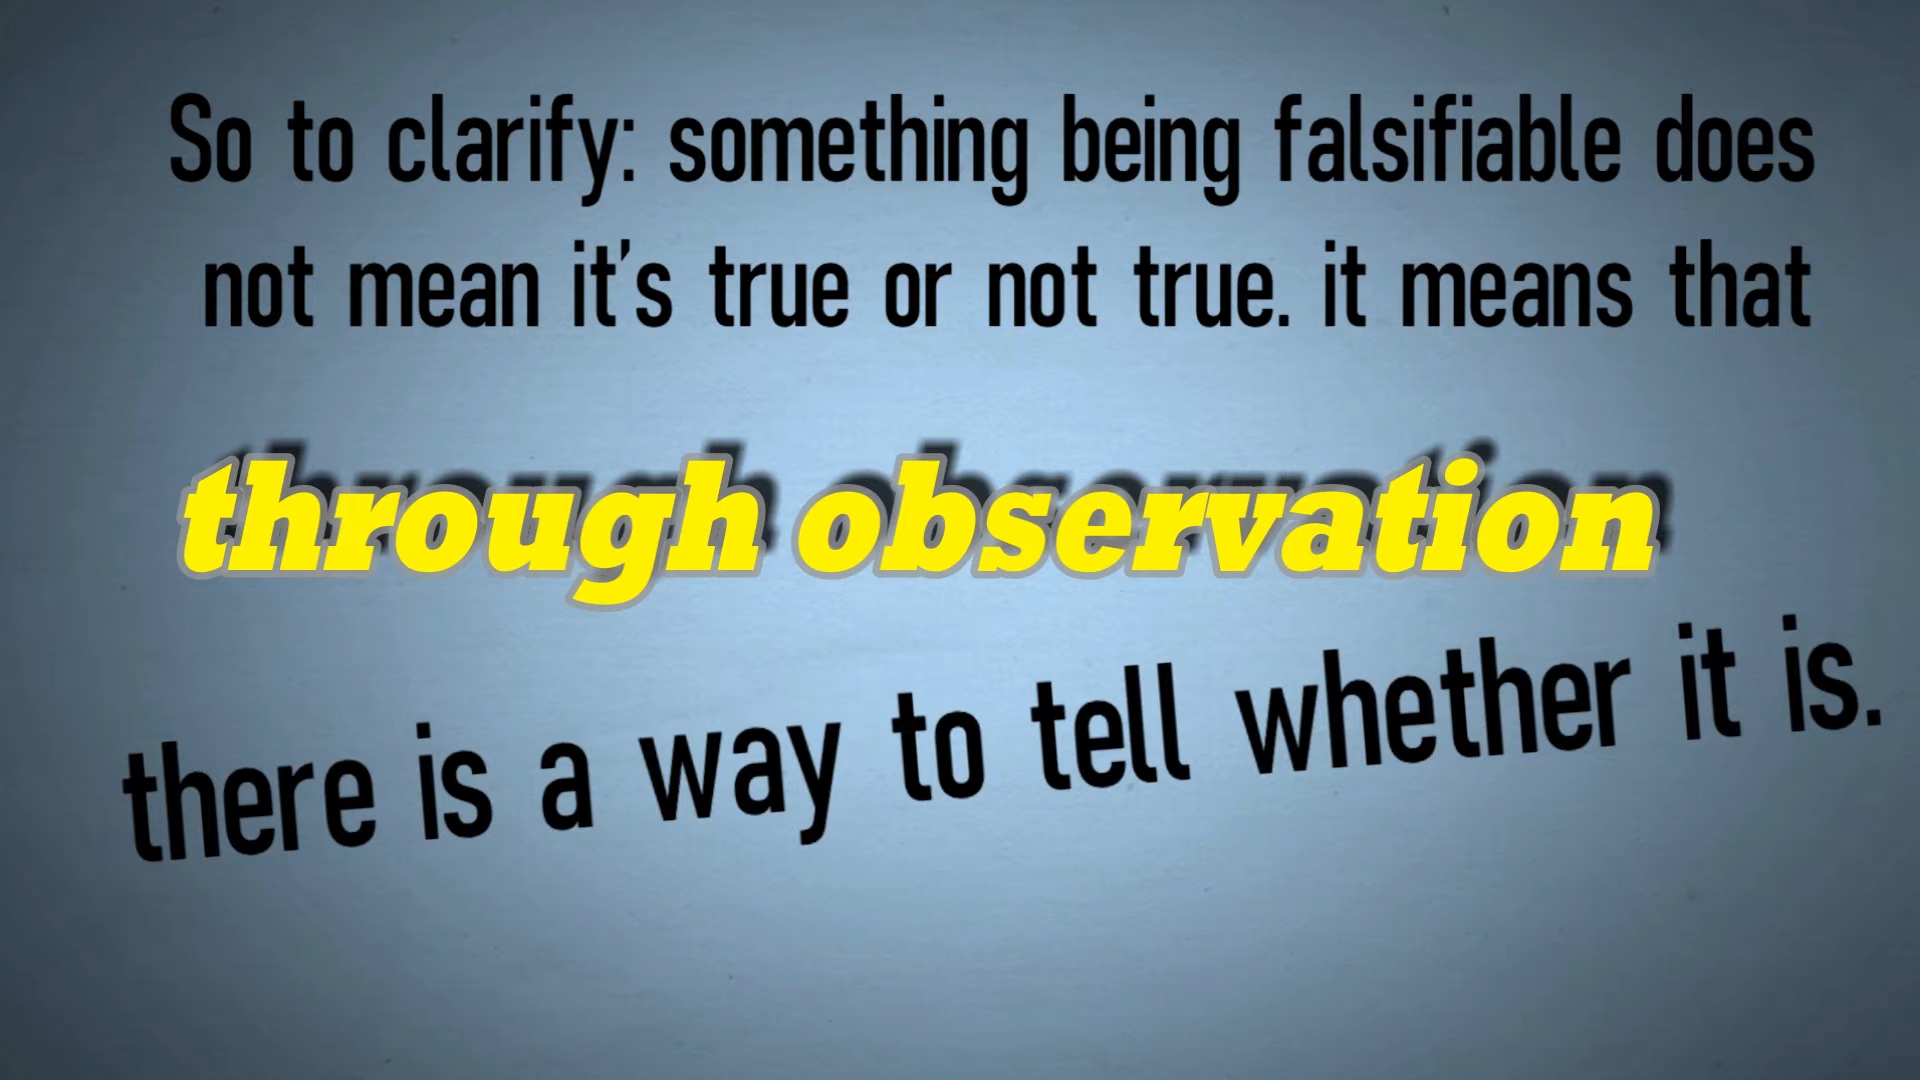 So to clarify: something being falsifiable does
not mean it's true or not true. it means that
through observation
there is a way to tell whether it is.